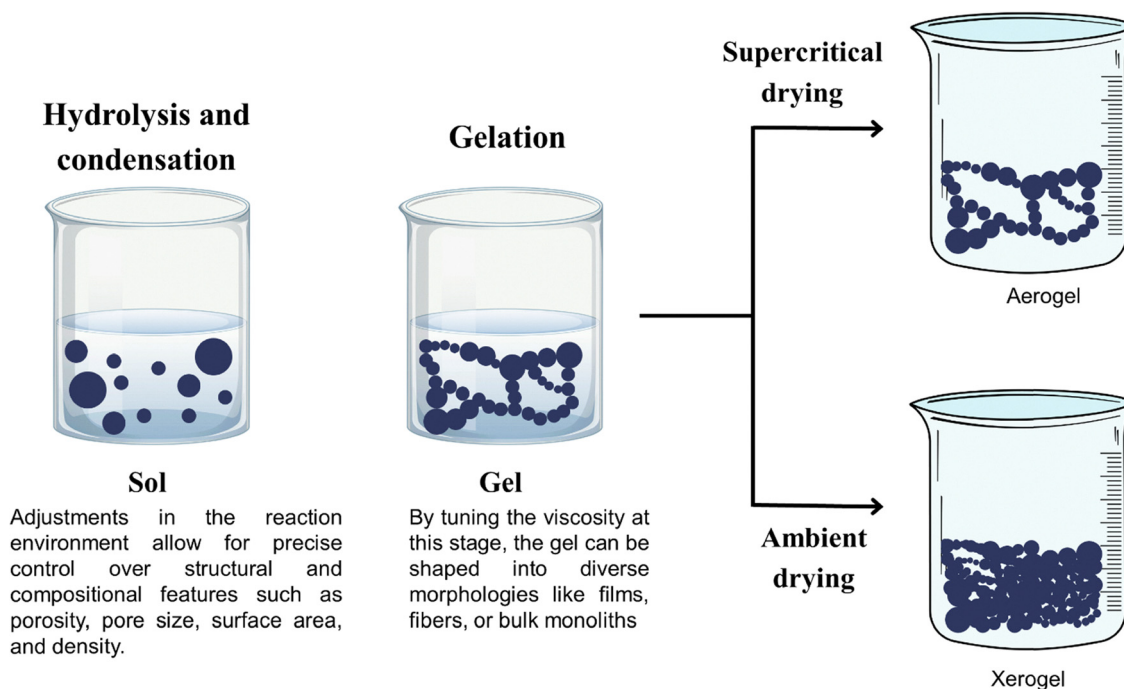 Hydrolysis and
condensation
Sol
Adjustments in the reaction
environment allow for precise
control over structural and
compositional features such as
porosity, pore size, surface area,
and density.
Gelation
Gel
By tuning the viscosity at
this stage, the gel can be
shaped into diverse
morphologies like films,
fibers, or bulk monoliths
Supercritical
drying
Aerogel
Ambient
drying
Xerogel